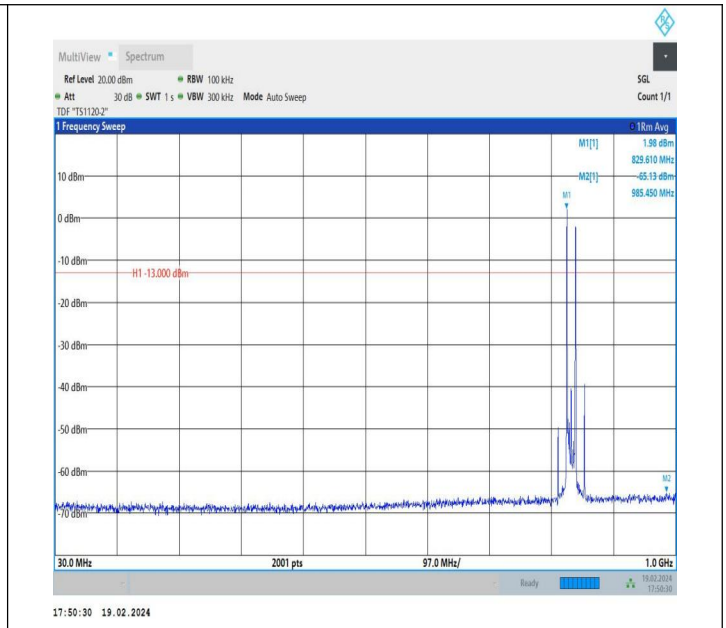 MultiView Spectrum
Ref Level 20.00 dBm RBW 100 kHz SGL
Att 30 dB SWT 1 s VBW 300 kHz Mode Auto Sweep Count 1/1
TDF "TS1120-2"
1 Frequency Sweep 1Rm Avg
M1[1] 1.98 dBm
829.610 MHz
10 dBm M2[1] -65.13 dBm
M1 985.450 MHz
0 dBm
-10 dBm
H1 -13.000 dBm
-20 dBm
-30 dBm
-40 dBm
-50 dBm
-60 dBm
M2
-70 dBm
30.0 MHz 2001 pts 97.0 MHz/ 1.0 GHz
Ready 19.02.2024
17:50:30
17:50:30 19.02.2024